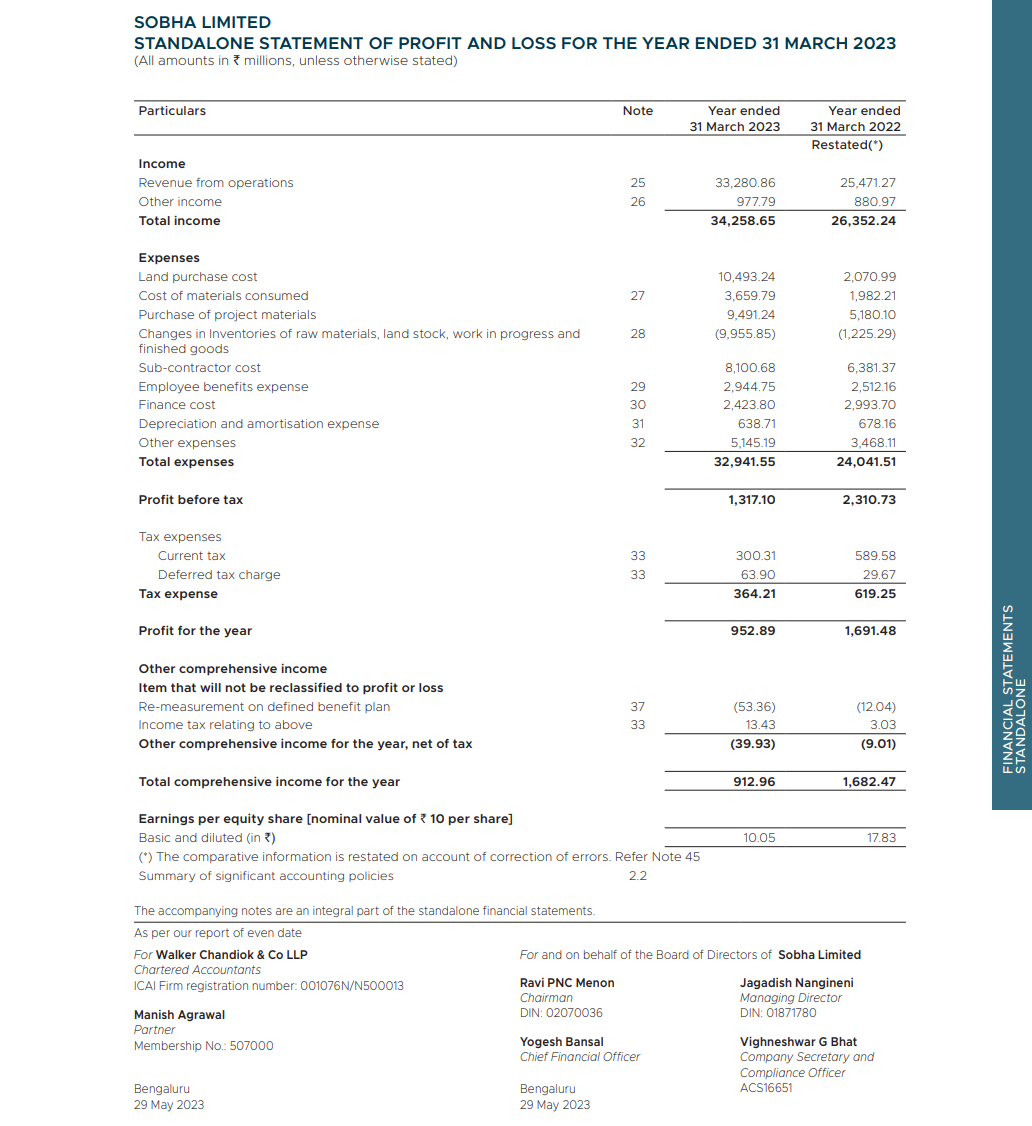 SOBHA LIMITED
STANDALONE STATEMENT OF PROFIT AND LOSS FOR THE YEAR ENDED 31 MARCH 2023
(All amounts in ₹ millions, unless otherwise stated)
Particulars Note Year ended 31 March 2023 Year ended 31 March 2022
Restated(*)
Income
Revenue from operations 25 33,280.86 25,471.27
Other income 26 977.79 880.97
Total income 34,258.65 26,352.24
Expenses
Land purchase cost 10,493.24 2,070.99
Cost of materials consumed 27 3,659.79 1,982.21
Purchase of project materials 9,491.24 5,180.10
Changes in Inventories of raw materials, land stock, work in progress and 28 (9,955.85) (1,225.29)
finished goods
Sub-contractor cost 8,100.68 6,381.37
Employee benefits expense 29 2,944.75 2,512.16
Finance cost 30 2,423.80 2,993.70
Depreciation and amortisation expense 31 638.71 678.16
Other expenses 32 5,145.19 3,468.11
Total expenses 32,941.55 24,041.51
Profit before tax 1,317.10 2,310.73
Tax expenses
Current tax 33 300.31 589.58
Deferred tax charge 33 63.90 29.67
Tax expense 364.21 619.25
Profit for the year 952.89 1,691.48
Other comprehensive income
Item that will not be reclassified to profit or loss
Re-measurement on defined benefit plan 37 (53.36) (12.04)
Income tax relating to above 33 13.43 3.03
Other comprehensive income for the year, net of tax (39.93) (9.01)
Total comprehensive income for the year 912.96 1,682.47
Earnings per equity share [nominal value of ₹ 10 per share]
Basic and diluted (in ₹) 10.05 17.83
(*) The comparative information is restated on account of correction of errors. Refer Note 45
Summary of significant accounting policies 2.2
The accompanying notes are an integral part of the standalone financial statements.
As per our report of even date
For Walker Chandiok & Co LLP
Chartered Accountants
ICAI Firm registration number: 001076N/N500013
Manish Agrawal
Partner
Membership No.: 507000
Bengaluru
29 May 2023
For and on behalf of the Board of Directors of Sobha Limited
Ravi PNC Menon
Chairman
DIN: 02070036
Jagadish Nangineni
Managing Director
DIN: 01871780
Yogesh Bansal
Chief Financial Officer
Vighneshwar G Bhat
Company Secretary and
Compliance Officer
ACS16651
Bengaluru
29 May 2023
FINANCIAL STATEMENTS
STANDALONE